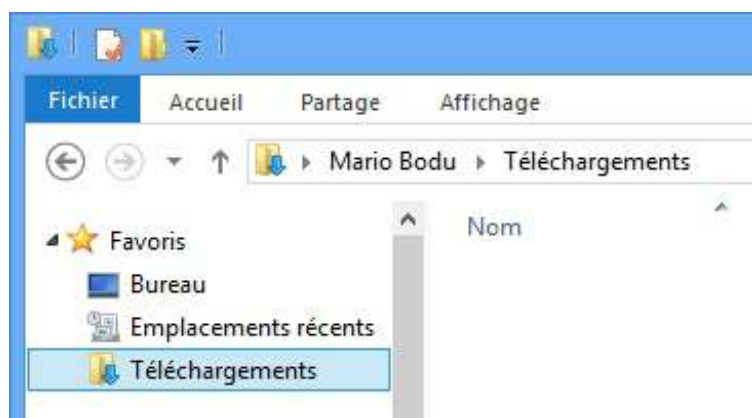 Fichier Accueil Partage Affichage
Mario Bodu Téléchargements
Nom
Favoris
Bureau
Emplacements récents
Téléchargements